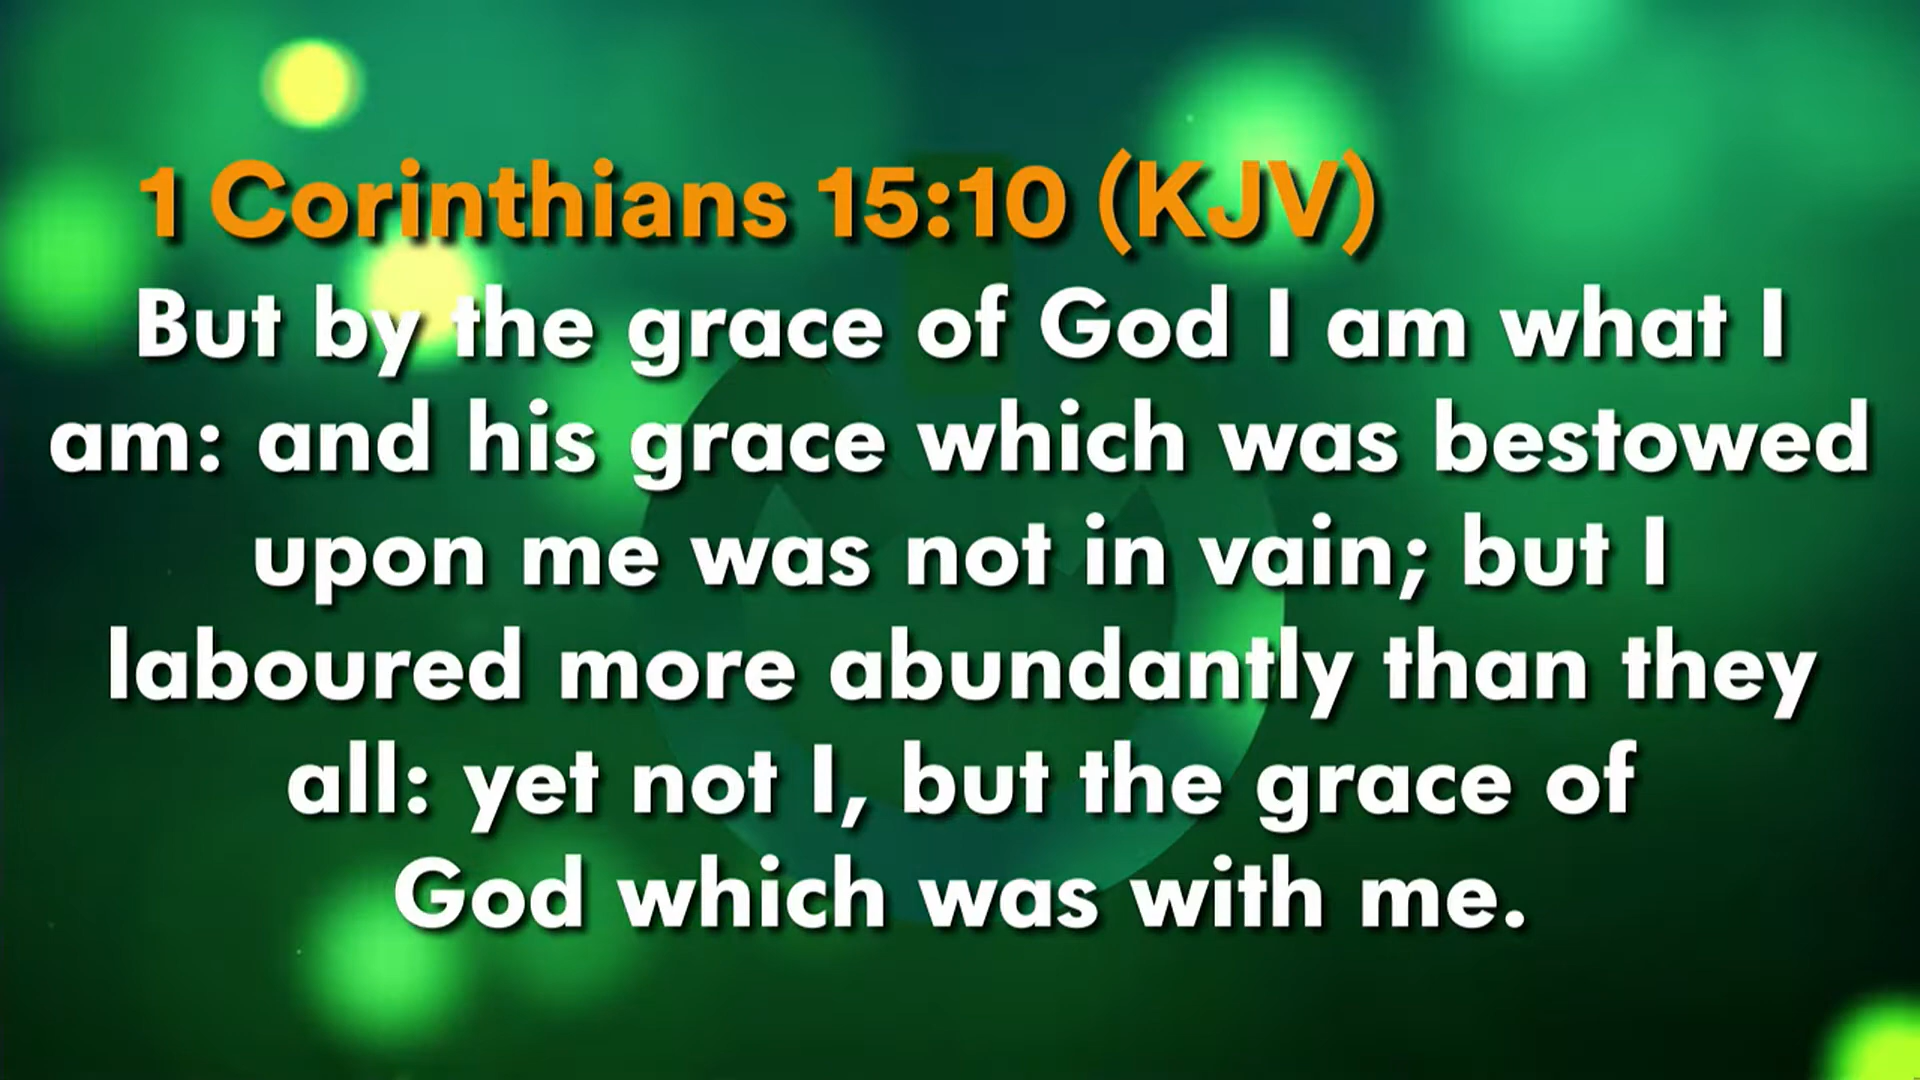 1 Corinthians 15:10 (KJV)
But by the grace of God I am what I
am: and his grace which was bestowed
upon me was not in vain; but I
laboured more abundantly than they
all: yet not I, but the grace of
God which was with me.